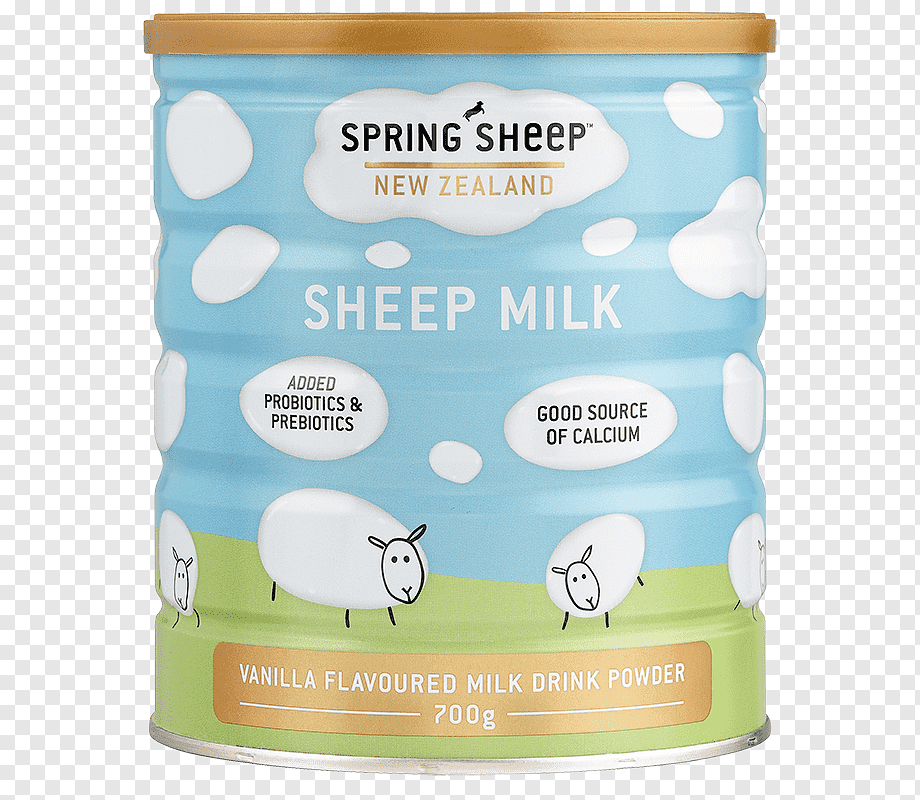 SPRING SHEEP™
NEW ZEALAND
SHEEP MILK
ADDED
PROBIOTICS &
PREBIOTICS
GOOD SOURCE
OF CALCIUM
VANILLA FLAVOURED MILK DRINK POWDER
700g